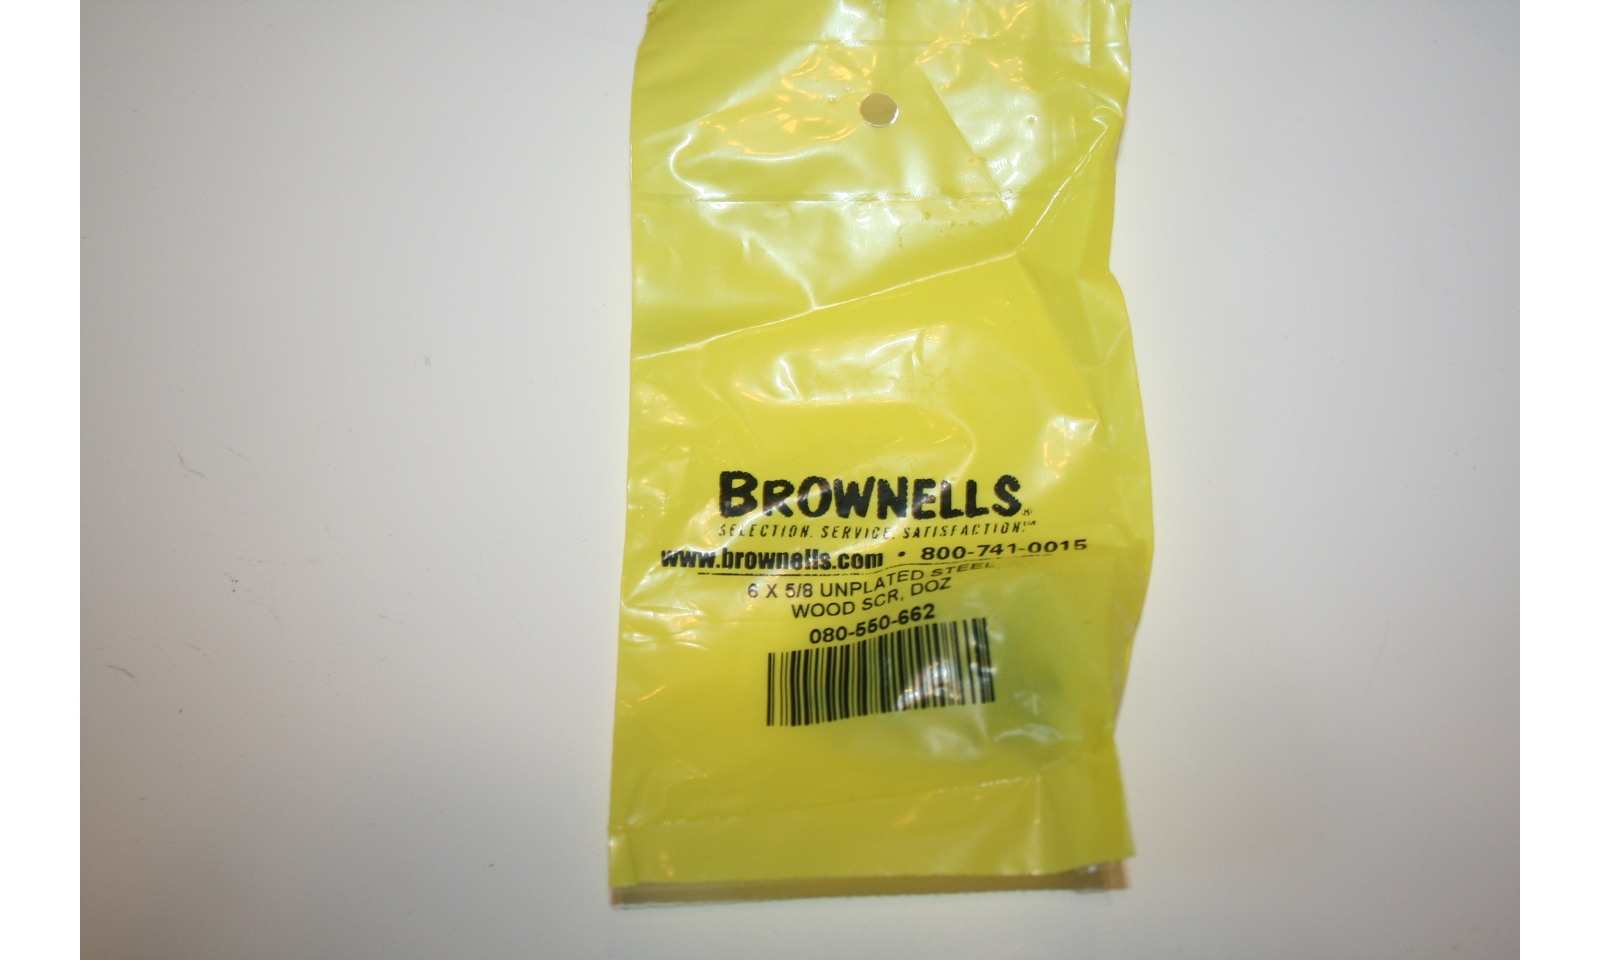 BROWNELLS®
SELECTION. SERVICE. SATISFACTION.™
www.brownells.com • 800-741-0015
6 X 5/8 UNPLATED STEEL
WOOD SCR, DOZ
080-550-662